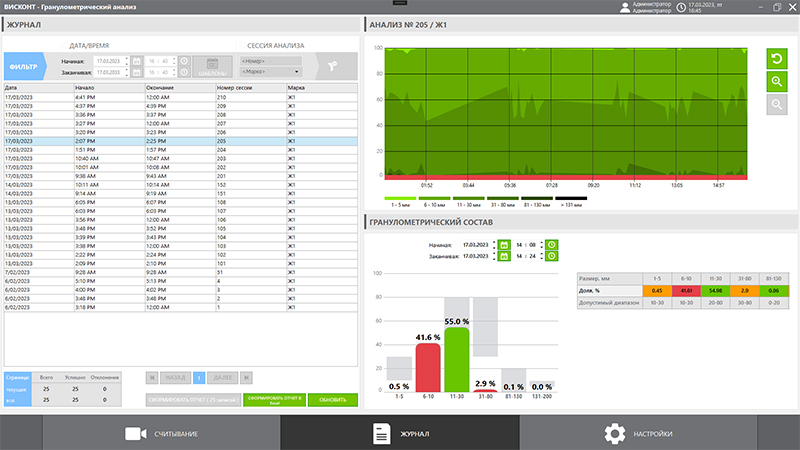 ВИСКОНТ - Гранулометрический анализ
Администратор
Администратор
17.03.2023, пт
16:45
ЖУРНАЛ
ДАТА/ВРЕМЯ
СЕССИЯ АНАЛИЗА
ФИЛЬТР
Начиная: 17.03.2023 16 : 40
Заканчивая: 17.03.2023 16 : 40
ШАБЛОНЫ
<Номер>
<Марка>
Дата Начало Окончание Номер сессии Марка
17/03/2023 4:41 PM 12:00 AM 210 Ж1
17/03/2023 4:37 PM 4:39 PM 209 Ж1
17/03/2023 3:36 PM 3:37 PM 208 Ж1
17/03/2023 3:27 PM 12:00 AM 207 Ж1
17/03/2023 3:20 PM 3:23 PM 206 Ж1
17/03/2023 2:07 PM 2:25 PM 205 Ж1
17/03/2023 1:51 PM 1:57 PM 204 Ж1
17/03/2023 10:40 AM 10:47 AM 203 Ж1
17/03/2023 10:01 AM 10:08 AM 202 Ж1
17/03/2023 9:38 AM 9:43 AM 201 Ж1
14/03/2023 10:11 AM 10:14 AM 152 Ж1
14/03/2023 9:14 AM 9:19 AM 151 Ж1
13/03/2023 6:05 PM 6:07 PM 108 Ж1
13/03/2023 6:03 PM 6:03 PM 107 Ж1
13/03/2023 3:56 PM 12:00 AM 106 Ж1
13/03/2023 3:48 PM 3:52 PM 105 Ж1
13/03/2023 3:39 PM 3:43 PM 104 Ж1
13/03/2023 3:38 PM 12:00 AM 103 Ж1
13/03/2023 2:22 PM 2:24 PM 102 Ж1
13/03/2023 2:09 PM 2:10 PM 101 Ж1
7/02/2023 9:28 AM 9:28 AM 51 Ж1
6/02/2023 5:10 PM 5:13 PM 4 Ж1
6/02/2023 4:00 PM 4:02 PM 3 Ж1
6/02/2023 3:48 PM 3:48 PM 2 Ж1
6/02/2023 3:18 PM 12:00 AM 1 Ж1
Страница Всего Успешно Отклонения
текущая 25 25 0
все 25 25 0
НАЗАД 1 ДАЛЕЕ
СФОРМИРОВАТЬ ОТЧЕТ ( 25 записей )
СФОРМИРОВАТЬ ОТЧЕТ В Excel
ОБНОВИТЬ
АНАЛИЗ № 205 / Ж1
100
80
60
40
20
0
01:52 03:44 05:36 07:28 09:20 11:12 13:05 14:57
1 - 5 мм 6 - 10 мм 11 - 30 мм 31 - 80 мм 81 - 130 мм > 131 мм
ГРАНУЛОМЕТРИЧЕСКИЙ СОСТАВ
Начиная: 17.03.2023 14 : 08
Заканчивая: 17.03.2023 14 : 24
100
80
60
40
20
0
0.5 % 41.6 % 55.0 % 2.9 % 0.1 % 0.0 %
1-5 6-10 11-30 31-80 81-130 131-200
Размер, мм 1-5 6-10 11-30 31-80 81-130
Доля, % 0.45 41.61 54.98 2.9 0.06
Допустимый диапазон 10-30 10-30 20-80 30-80 0-20
СЧИТЫВАНИЕ
ЖУРНАЛ
НАСТРОЙКИ